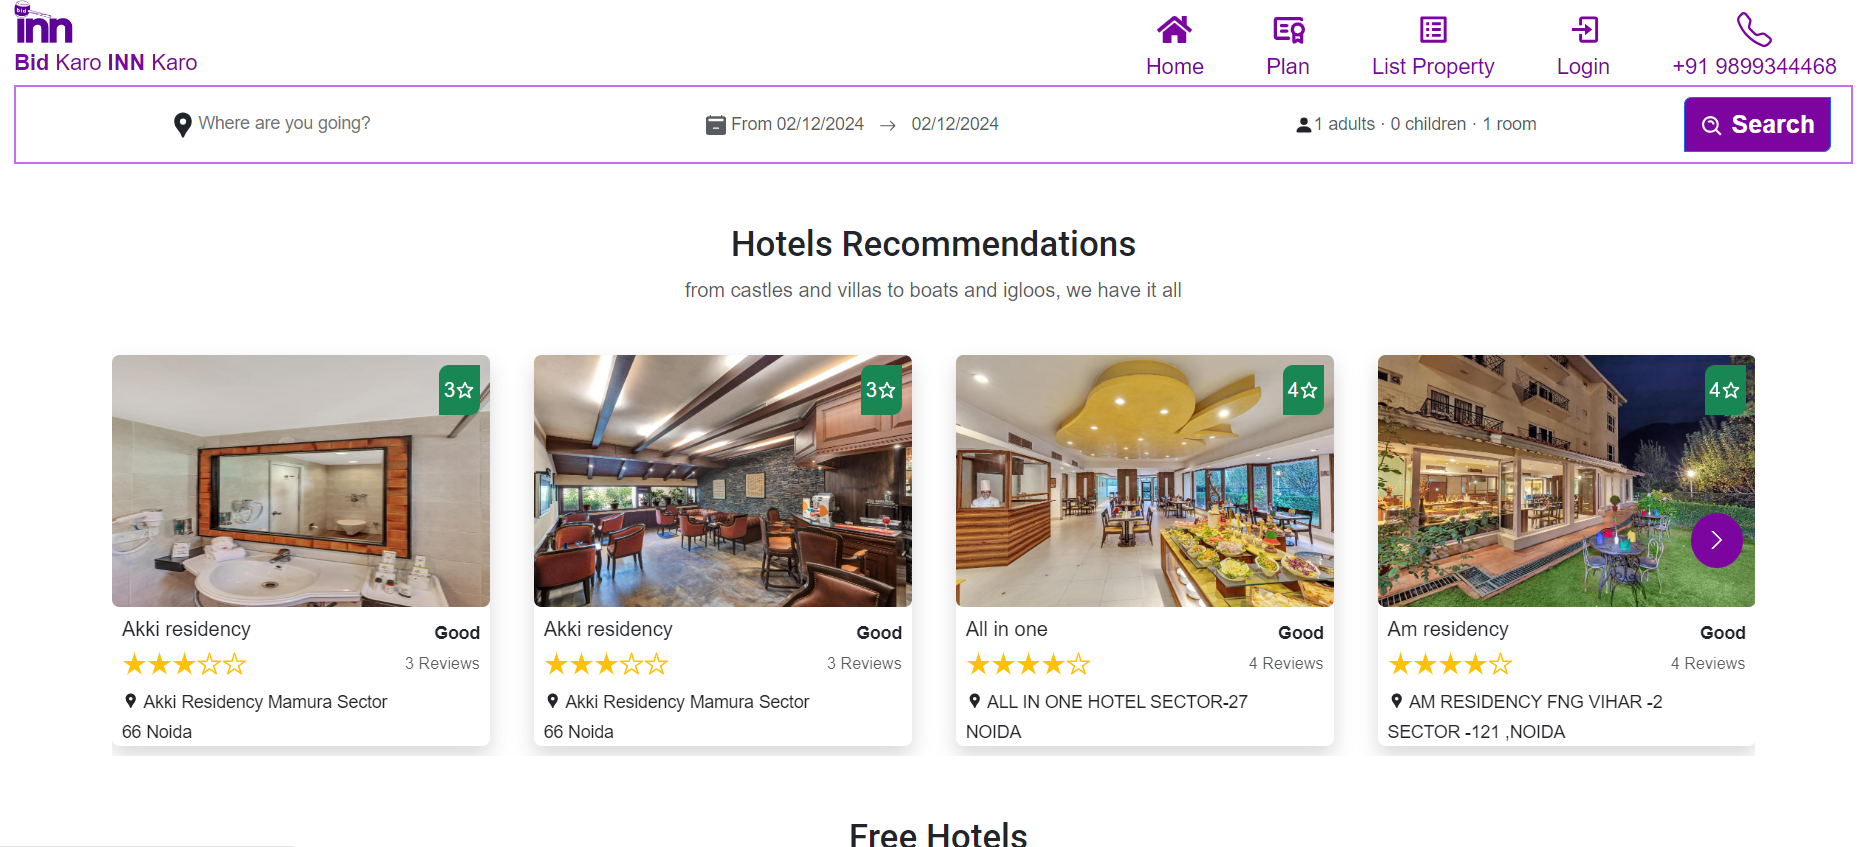 bid
inn
Bid Karo INN Karo
Home
Plan
List Property
Login
+91 9899344468
Where are you going?
From 02/12/2024 → 02/12/2024
1 adults · 0 children · 1 room
Search
Hotels Recommendations
from castles and villas to boats and igloos, we have it all
3
Akki residency
Good
3 Reviews
Akki Residency Mamura Sector
66 Noida
3
Akki residency
Good
3 Reviews
Akki Residency Mamura Sector
66 Noida
4
All in one
Good
4 Reviews
ALL IN ONE HOTEL SECTOR-27
NOIDA
4
Am residency
Good
4 Reviews
AM RESIDENCY FNG VIHAR -2
SECTOR -121 ,NOIDA
Free Hotels